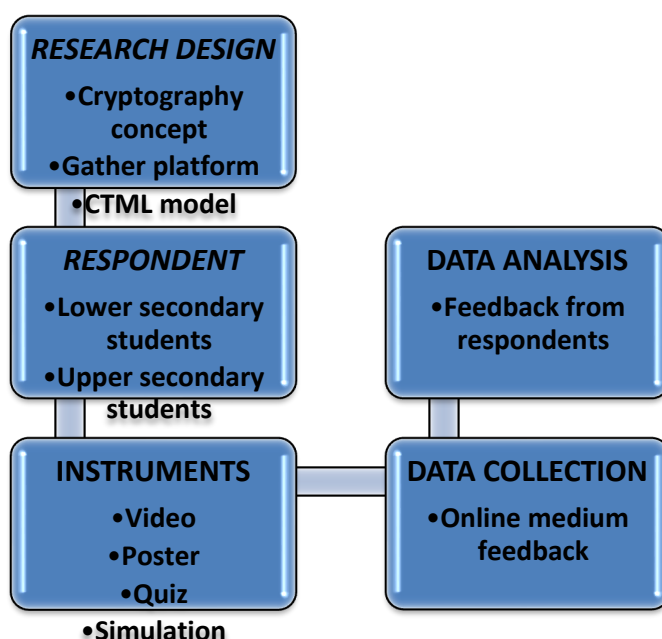 RESEARCH DESIGN
•Cryptography
concept
•Gather platform
•CTML model
RESPONDENT
•Lower secondary
students
•Upper secondary
students
INSTRUMENTS
•Video
•Poster
•Quiz
•Simulation
DATA COLLECTION
•Online medium
feedback
DATA ANALYSIS
•Feedback from
respondents